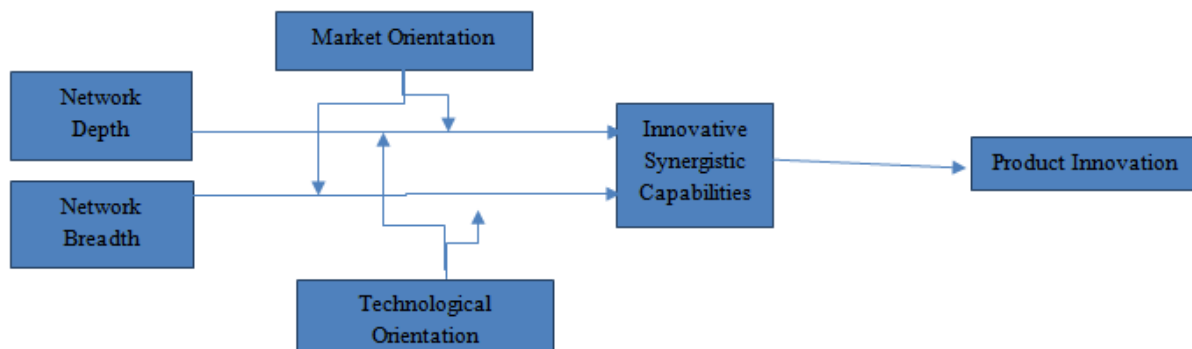 Market Orientation
Network
Depth
Innovative
Synergistic
Capabilities
Product Innovation
Network
Breadth
Technological
Orientation